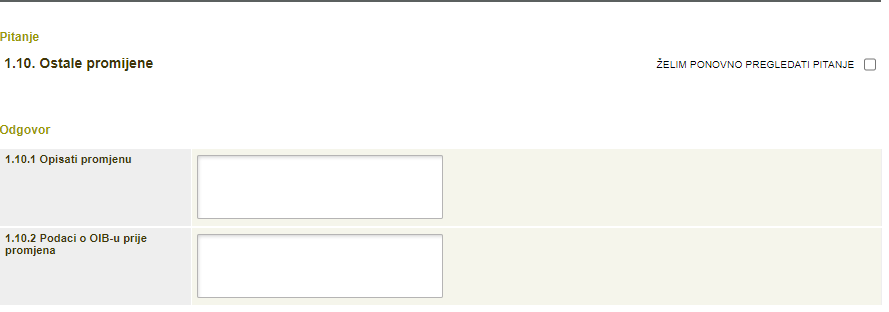 Pitanje
1.10. Ostale promijene
ŽELIM PONOVNO PREGLEDATI PITANJE
Odgovor
1.10.1 Opisati promjenu
1.10.2 Podaci o OIB-u prije
promjena